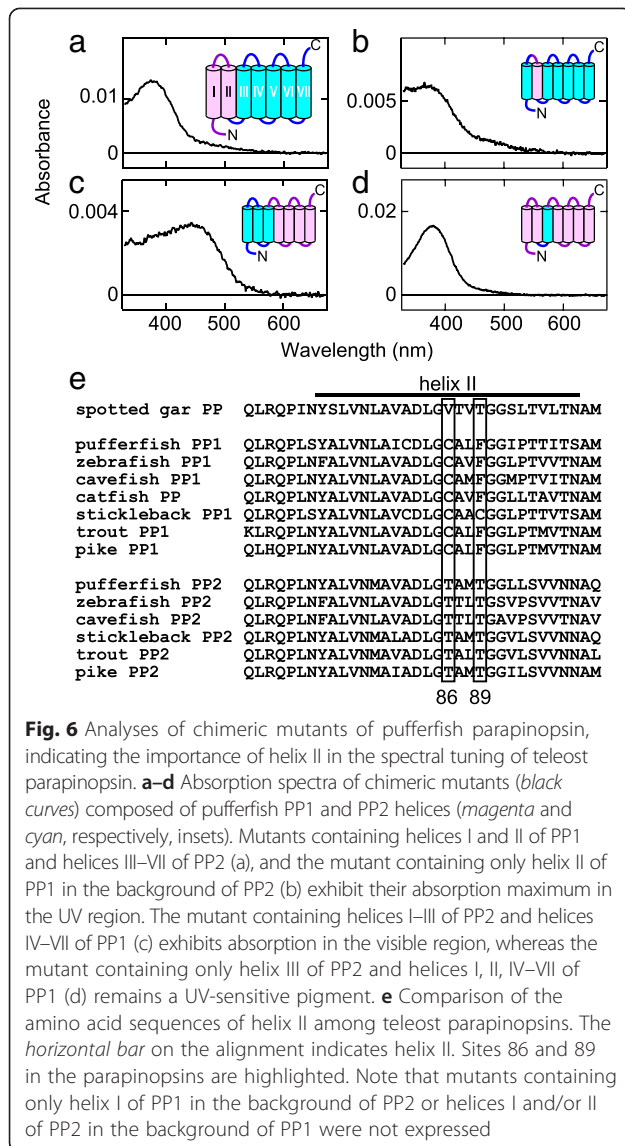 a
b
C
C
0.01
0.005
I II III IV V VI VII
N
N
0
0
c
d
C
C
0.004
0.02
N
N
0
0
400 500 600
400 500 600
Absorbance
Wavelength (nm)
e
helix II
spotted gar PP QLRQPINYSLVNLAVADLGVTVTGGSLTVLTNAM
pufferfish PP1 QLRQPLSYALVNLAICDLGCALFGGIPTTITSAM
zebrafish PP1 QLRQPLNFALVNLAVADLGCAVFGGLPTVVTNAM
cavefish PP1 QLRQPLNYALVNLAVADLGCAMFGGMPTVITNAM
catfish PP QLRQPLNYALVNLAVADLGCAVFGGLLTAVTNAM
stickleback PP1 QLRQPLNYALVNLAVCDLGCAACGGLPTTVTSAM
trout PP1 KLRQPLNYALVNLAVADLGCALFGGLPTMVTNAM
pike PP1 QLHQPLNYALVNLAVADLGCALFGGLPTMVTNAM
pufferfish PP2 QLRQPLNYALVNMAVADLGTAMTGGLLSVVNNAQ
zebrafish PP2 QLRQPLNFALVNLAVADLGTTLTGSVPSVVTNAV
cavefish PP2 QLRQPLNFALVNLAVADLGTTLTGAVPSVVTNAV
stickleback PP2 QLRQPLNYALVNMALADLGTAMTGGVLSVVNNAQ
trout PP2 QLRQPLNYALVNMAVADLGTALTGGVLSVVNNAL
pike PP2 QLRQPLNYALVNMAIADLGTAMTGGILSVVNNAM
86 89
Fig. 6 Analyses of chimeric mutants of pufferfish parapinopsin,
indicating the importance of helix II in the spectral tuning of teleost
parapinopsin. a–d Absorption spectra of chimeric mutants (black
curves) composed of pufferfish PP1 and PP2 helices (magenta and
cyan, respectively, insets). Mutants containing helices I and II of PP1
and helices III–VII of PP2 (a), and the mutant containing only helix II of
PP1 in the background of PP2 (b) exhibit their absorption maximum in
the UV region. The mutant containing helices I–III of PP2 and helices
IV–VII of PP1 (c) exhibits absorption in the visible region, whereas the
mutant containing only helix III of PP2 and helices I, II, IV–VII of
PP1 (d) remains a UV-sensitive pigment. e Comparison of the
amino acid sequences of helix II among teleost parapinopsins. The
horizontal bar on the alignment indicates helix II. Sites 86 and 89
in the parapinopsins are highlighted. Note that mutants containing
only helix I of PP1 in the background of PP2 or helices I and/or II
of PP2 in the background of PP1 were not expressed